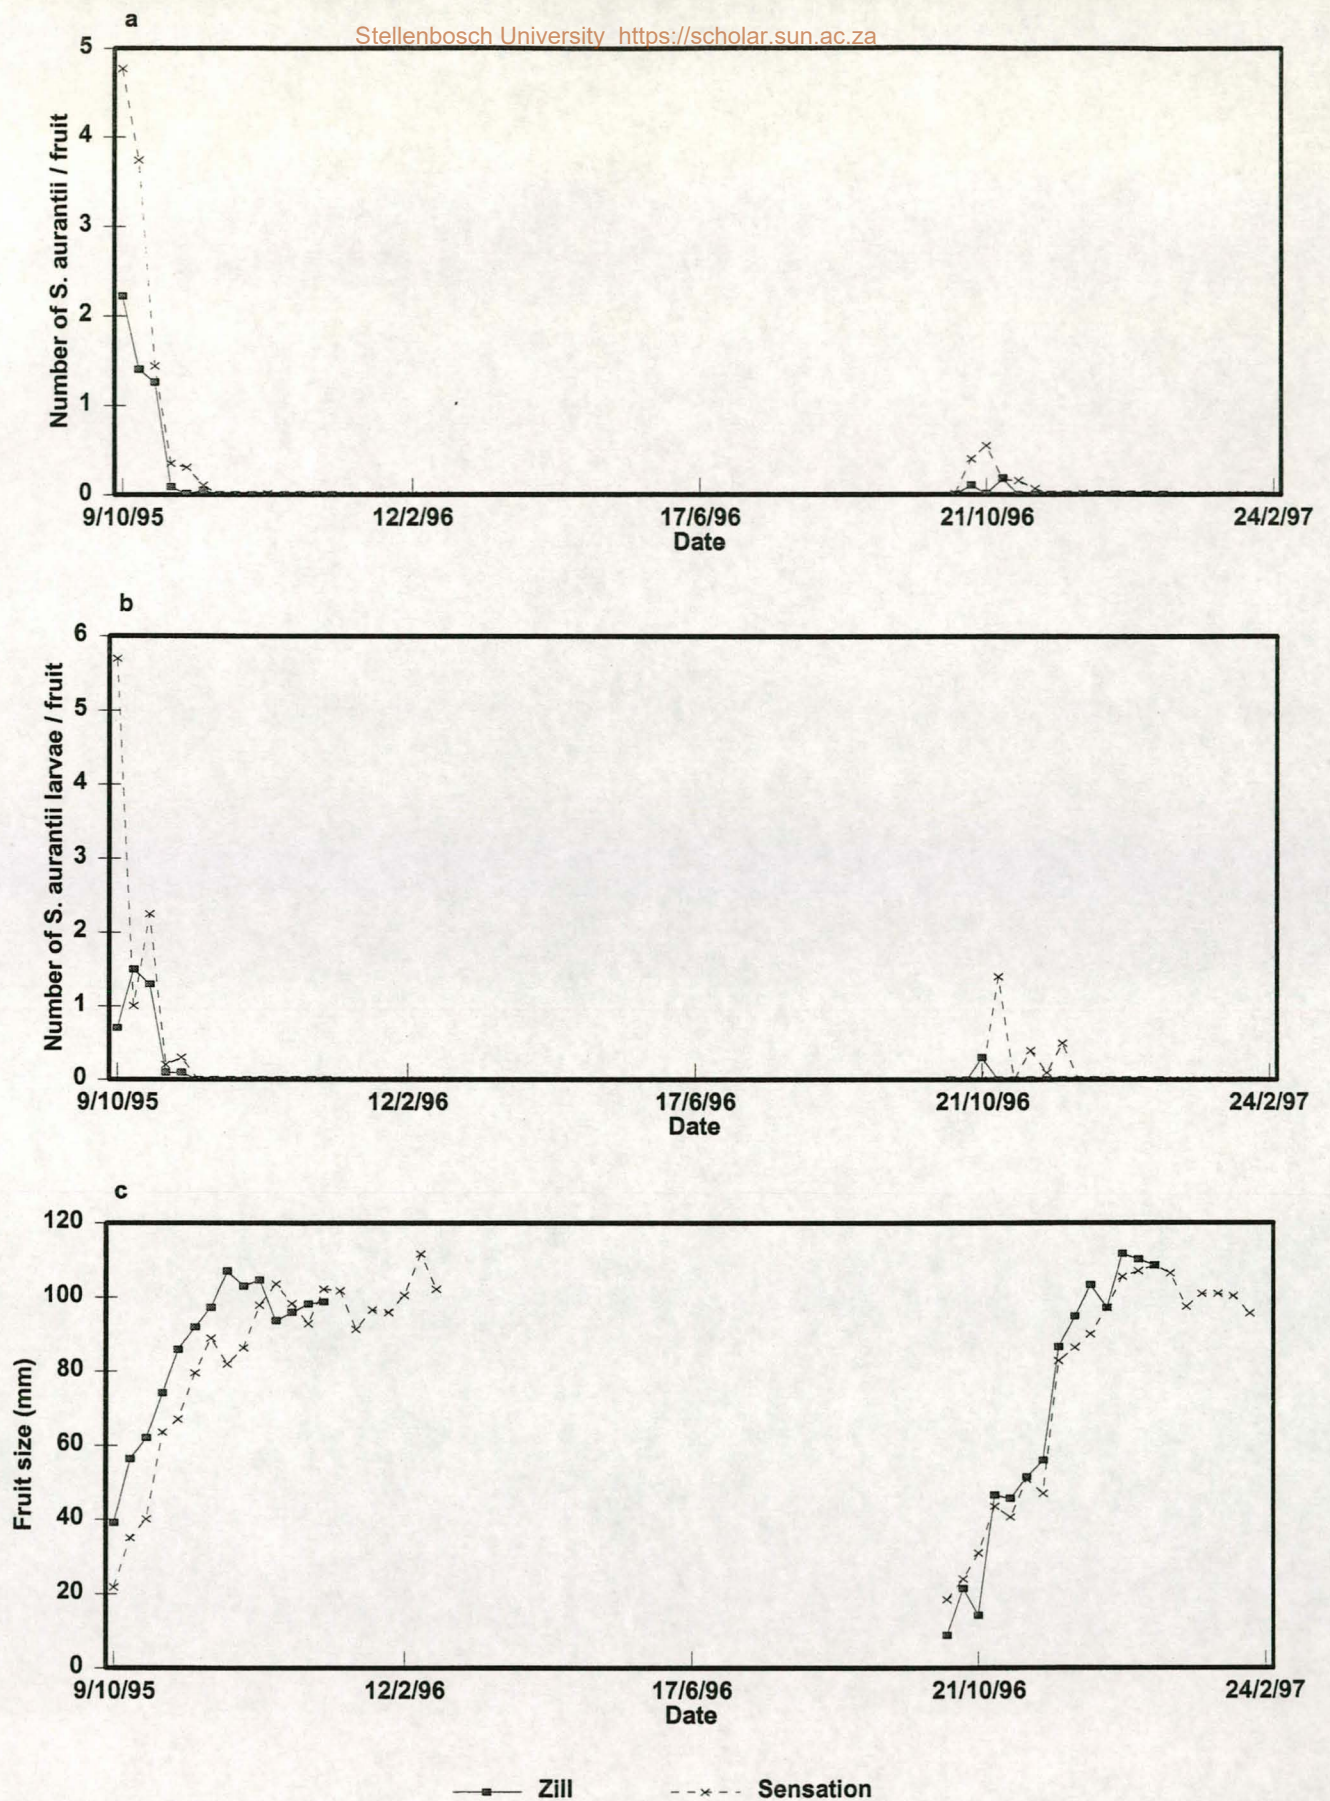 a
Stellenbosch University https://scholar.sun.ac.za
Number of S. aurantii / fruit
5
4
3
2
1
0
9/10/95 12/2/96 17/6/96 21/10/96 24/2/97
Date
b
Number of S. aurantii larvae / fruit
6
5
4
3
2
1
0
9/10/95 12/2/96 17/6/96 21/10/96 24/2/97
Date
c
Fruit size (mm)
120
100
80
60
40
20
0
9/10/95 12/2/96 17/6/96 21/10/96 24/2/97
Date
Zill Sensation